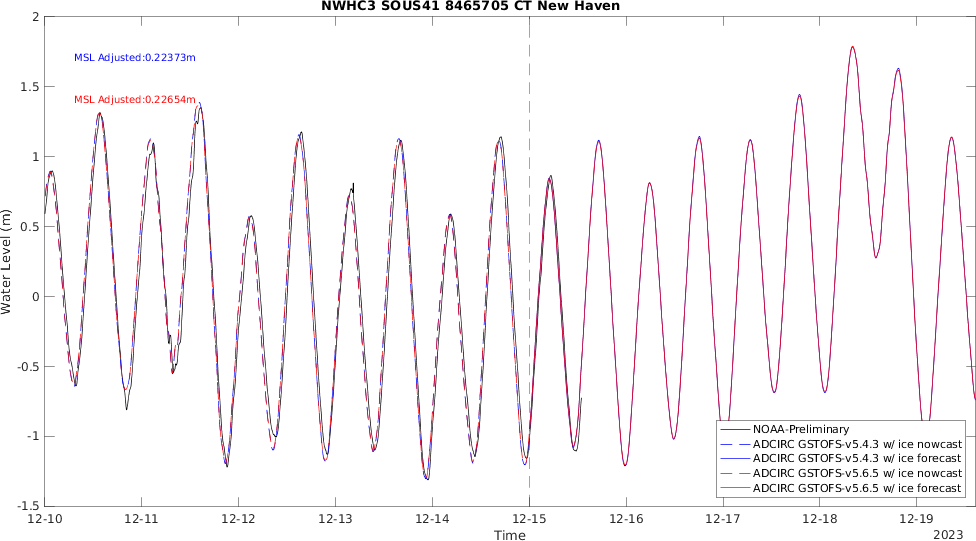 NWHC3 SOUS41 8465705 CT New Haven
MSL Adjusted:0.22373m
MSL Adjusted:0.22654m
Water Level (m)
2
1.5
1
0.5
0
-0.5
-1
-1.5
NOAA-Preliminary
ADCIRC GSTOFS-v5.4.3 w/ ice nowcast
ADCIRC GSTOFS-v5.4.3 w/ ice forecast
ADCIRC GSTOFS-v5.6.5 w/ ice nowcast
ADCIRC GSTOFS-v5.6.5 w/ ice forecast
12-10 12-11 12-12 12-13 12-14 12-15 12-16 12-17 12-18 12-19
Time
2023